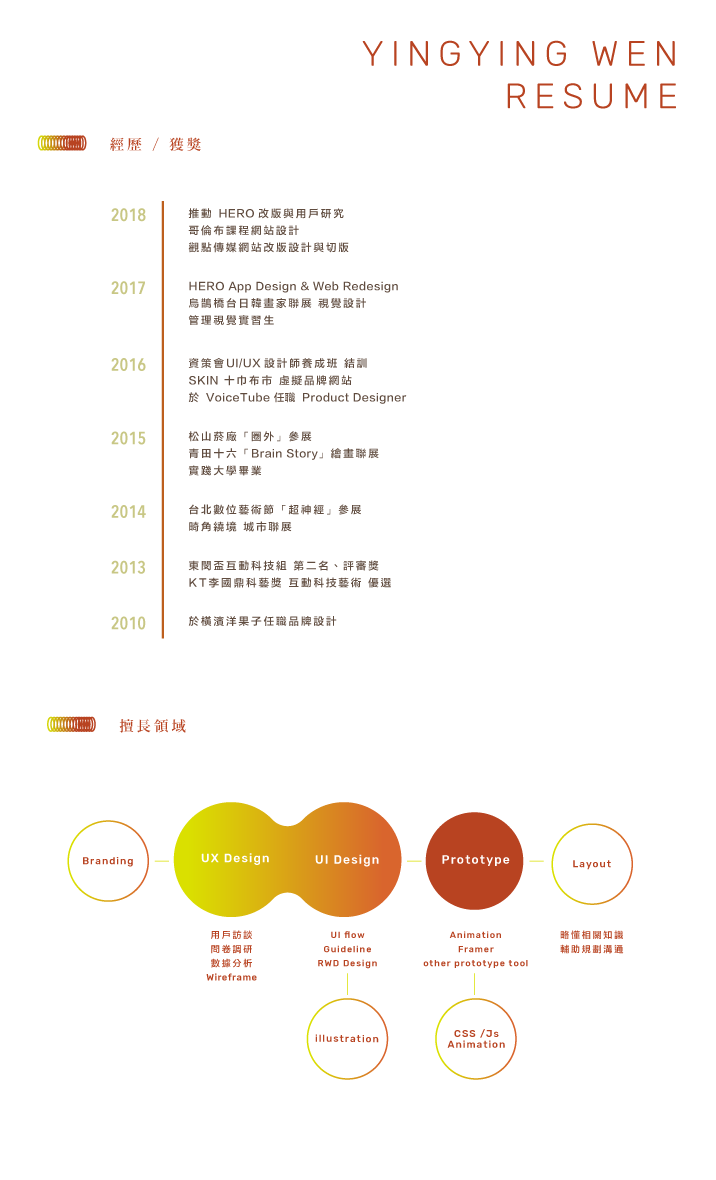 YINGYING WEN
RESUME
經歷 / 獲獎
2018
推動 HERO 改版與用戶研究
哥倫布課程網站設計
觀點傳媒網站改版設計與切版
2017
HERO App Design & Web Redesign
烏鵲橋台日韓畫家聯展 視覺設計
管理視覺實習生
2016
資策會UI/UX 設計師養成班 結訓
SKIN 十巾布市 虛擬品牌網站
於 VoiceTube 任職 Product Designer
2015
松山菸廠「圈外」參展
青田十六「Brain Story」繪畫聯展
實踐大學畢業
2014
台北數位藝術節「超神經」參展
畸角繞境 城市聯展
2013
東閔盃互動科技組 第二名、評審獎
KT李國鼎科藝獎 互動科技藝術 優選
2010
於橫濱洋果子任職品牌設計
擅長領域
Branding
UX Design
UI Design
Prototype
Layout
用戶訪談
問卷調研
數據分析
Wireframe
UI flow
Guideline
RWD Design
Animation
Framer
other prototype tool
略懂相關知識
輔助規劃溝通
illustration
CSS /Js
Animation